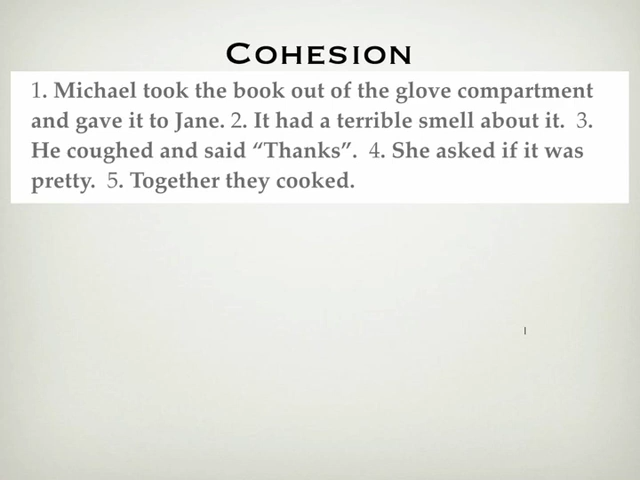 COHESION
1. Michael took the book out of the glove compartment
and gave it to Jane. 2. It had a terrible smell about it. 3.
He coughed and said “Thanks”. 4. She asked if it was
pretty. 5. Together they cooked.